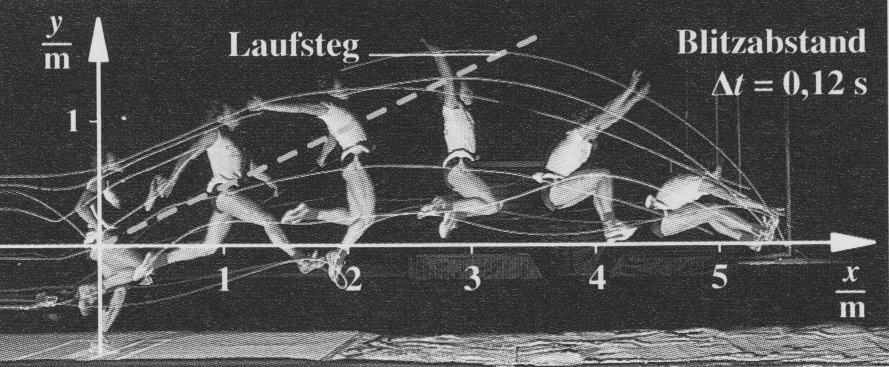 y
m
Laufsteg
Blitzabstand
Δt = 0,12 s
1
1
2
3
4
5
x
m